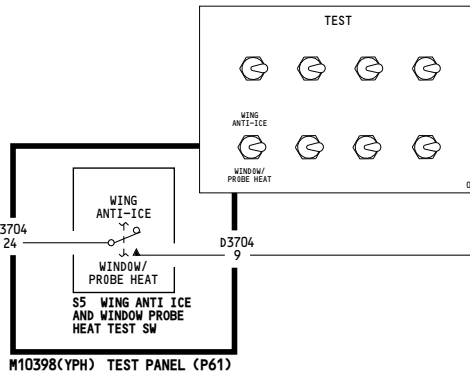 TEST
WING
ANTI-ICE
WINDOW/
PROBE HEAT
WING
ANTI-ICE
3704
24
D3704
9
WINDOW/
PROBE HEAT
S5 WING ANTI ICE
AND WINDOW PROBE
HEAT TEST SW
M10398(YPH) TEST PANEL (P61)